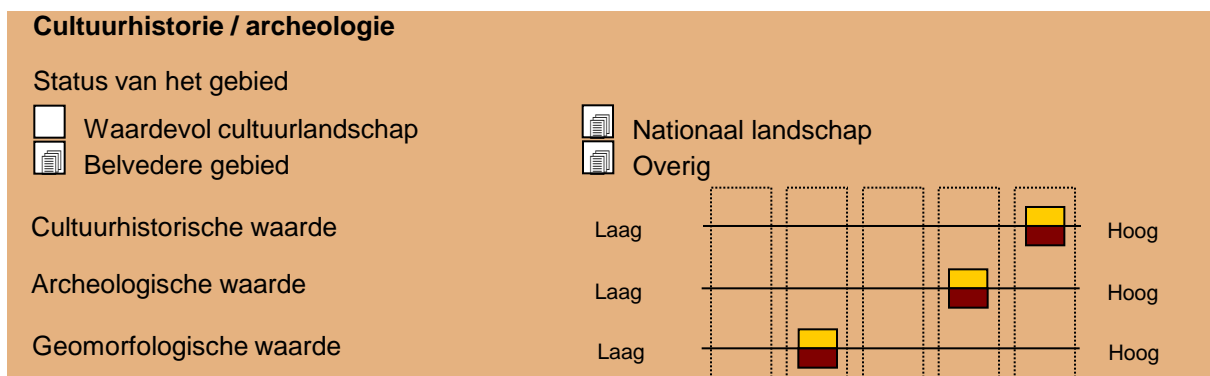 Cultuurhistorie / archeologie
Status van het gebied
Waardevol cultuurlandschap Nationaal landschap
Belvedere gebied Overig
Cultuurhistorische waarde Laag Hoog
Archeologische waarde Laag Hoog
Geomorfologische waarde Laag Hoog